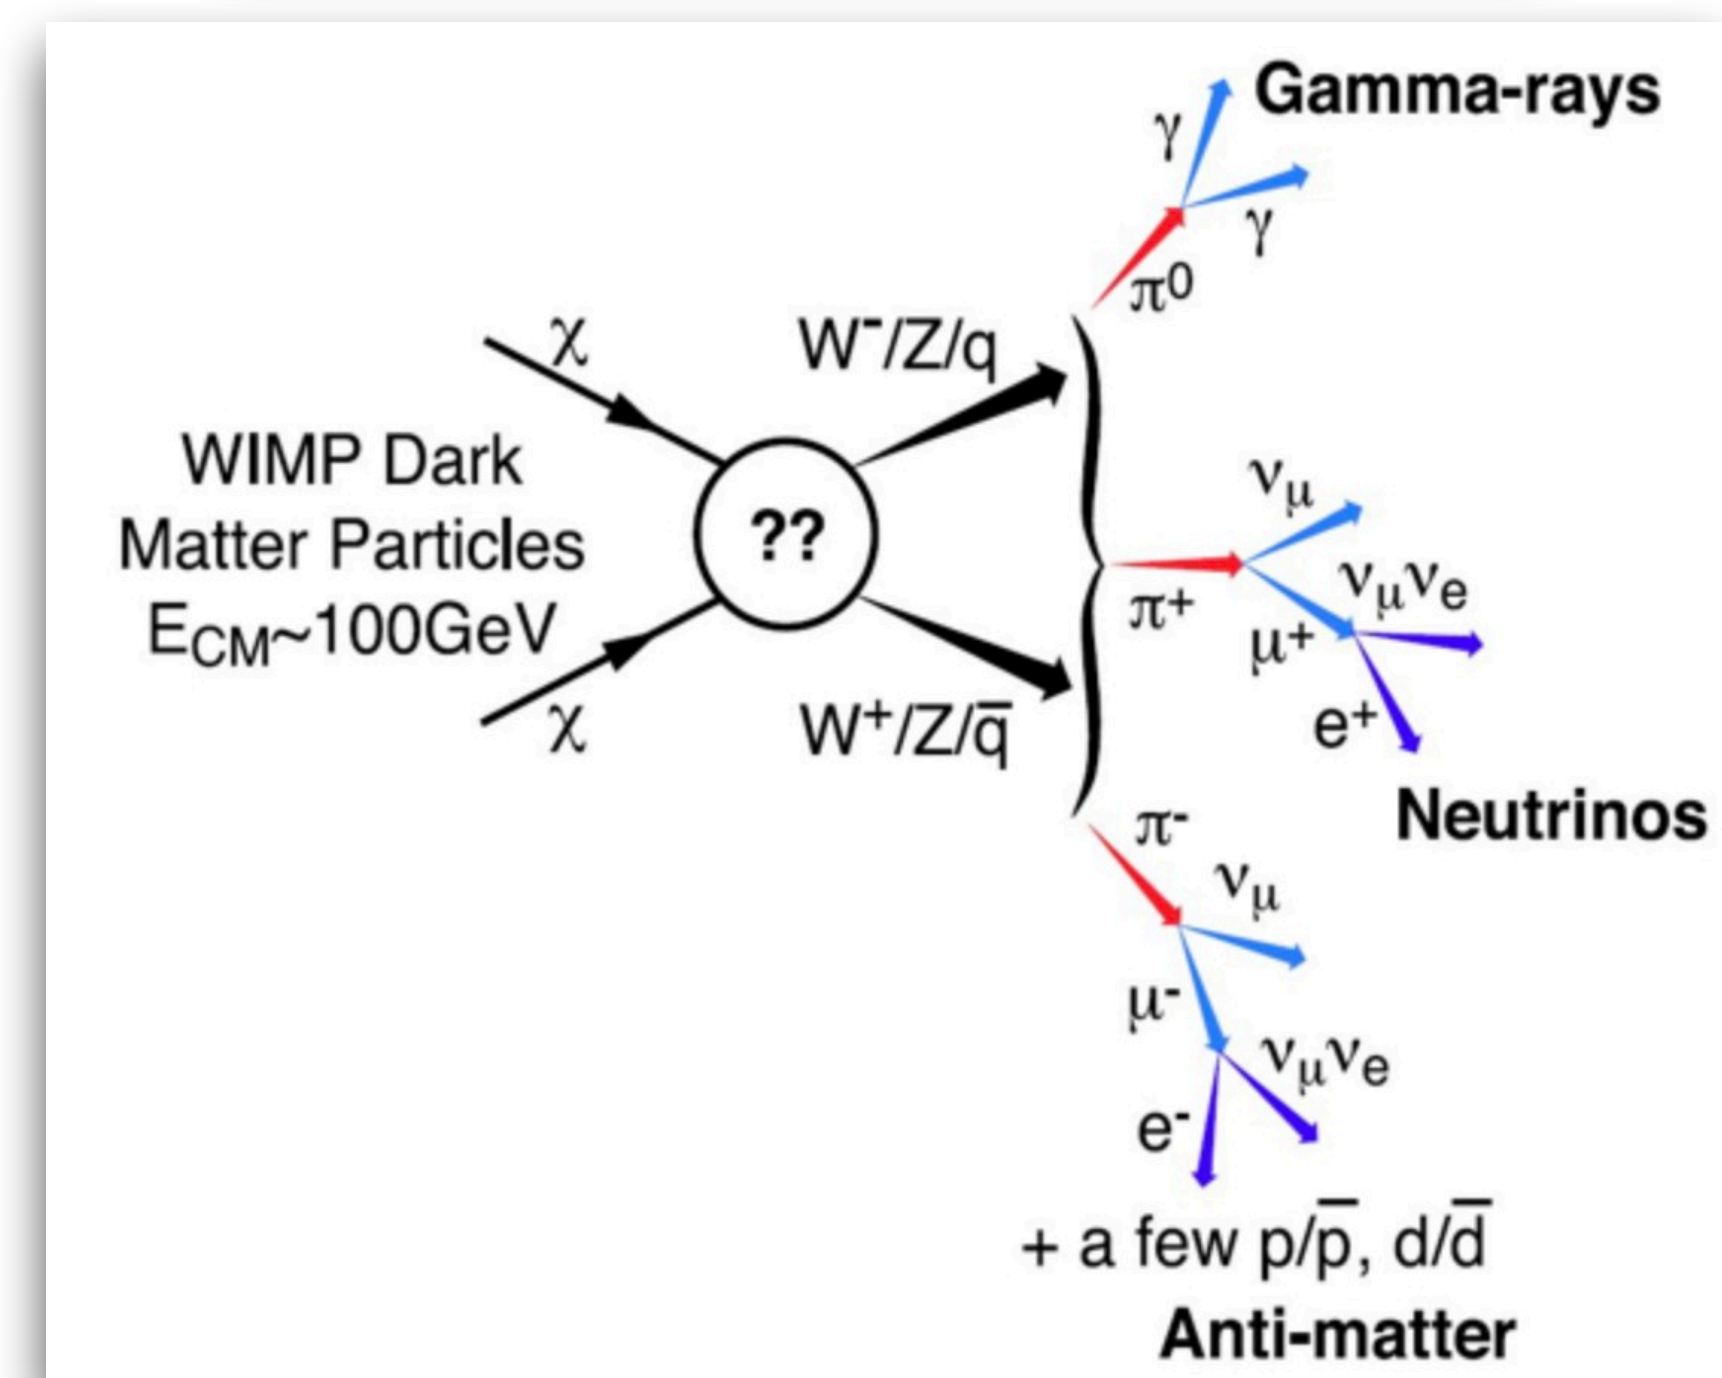 Gamma-rays
γ
γ
π⁰
χ
W⁻/Z/q
WIMP Dark
Matter Particles
E_CM~100GeV
??
χ
W⁺/Z/q̅
ν_μ
π⁺
ν_μν_e
μ⁺
e⁺
Neutrinos
π⁻
ν_μ
μ⁻
ν_μν_e
e⁻
+ a few p/p̅, d/d̅
Anti-matter